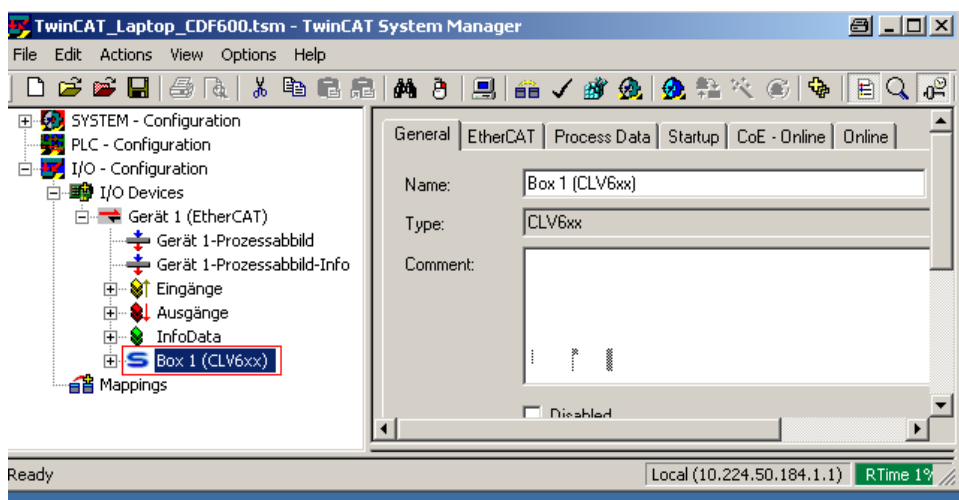 TwinCAT_Laptop_CDF600.tsm - TwinCAT System Manager
File Edit Actions View Options Help
SYSTEM - Configuration
PLC - Configuration
I/O - Configuration
I/O Devices
Gerät 1 (EtherCAT)
Gerät 1-Prozessabbild
Gerät 1-Prozessabbild-Info
Eingänge
Ausgänge
InfoData
Box 1 (CLV6xx)
Mappings
General EtherCAT Process Data Startup CoE - Online Online
Name: Box 1 (CLV6xx)
Type: CLV6xx
Comment:
Disabled
Ready Local (10.224.50.184.1.1) RTime 1%